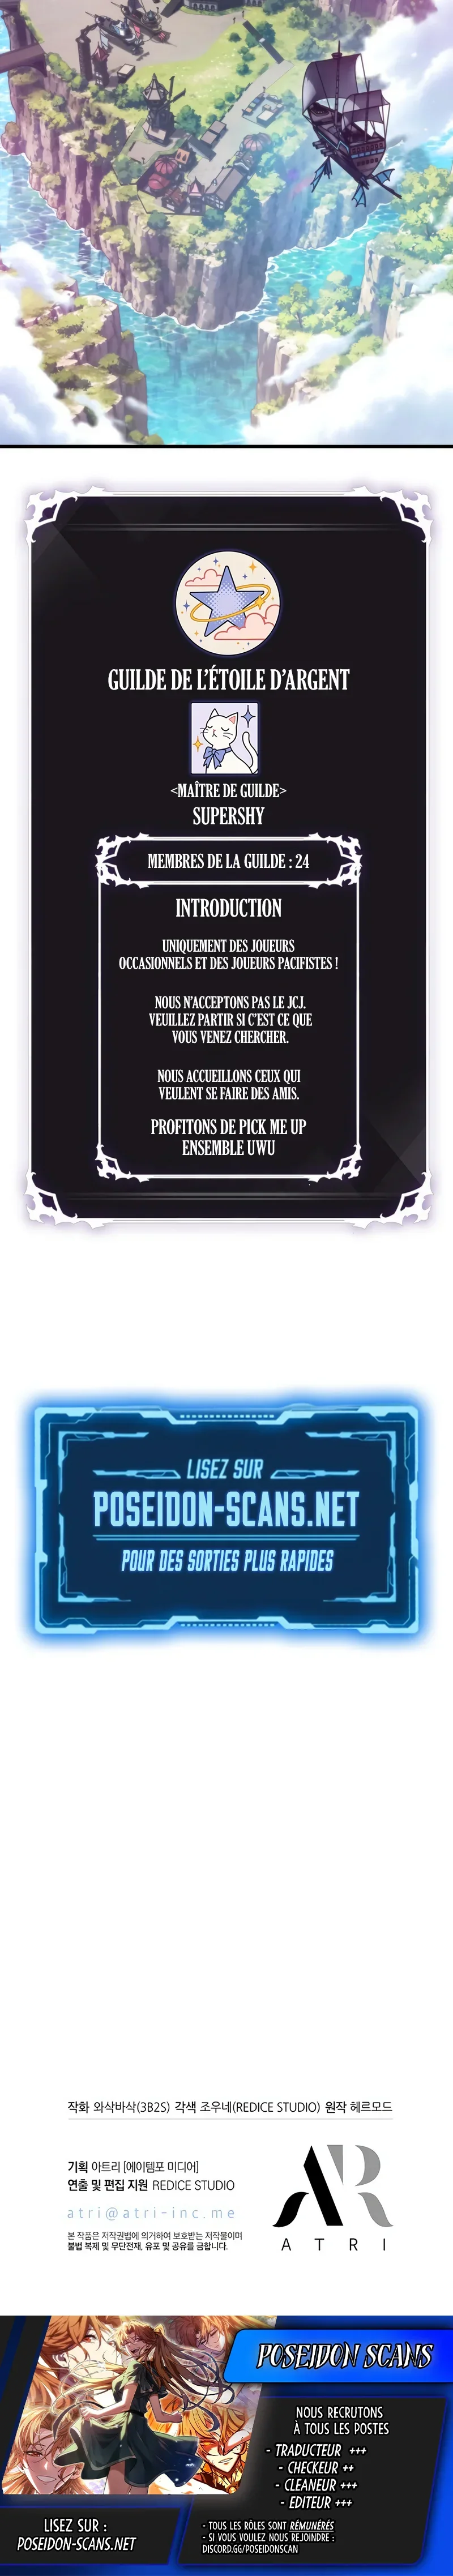 GUILDE DE L'ÉTOILE D'ARGENT
<MAÎTRE DE GUILDE>
SUPERSHY
MEMBRES DE LA GUILDE : 24
INTRODUCTION
UNIQUEMENT DES JOUEURS
OCCASIONNELS ET DES JOUEURS PACIFISTES !
NOUS N'ACCEPTONS PAS LE JCJ.
VEUILLEZ PARTIR SI C'EST CE QUE
VOUS VENEZ CHERCHER.
NOUS ACCUEILLONS CEUX QUI
VEULENT SE FAIRE DES AMIS.
PROFITONS DE PICK ME UP
ENSEMBLE UWU
LISEZ SUR
POSEIDON-SCANS.NET
POUR DES SORTIES PLUS RAPIDES
작화 와삭바삭(3B2S) 각색 조우네(REDICE STUDIO) 원작 헤르모드
기획 아트리 [에이템포 미디어]
연출 및 편집 지원 REDICE STUDIO
atri@atri-inc.me
본 작품은 저작권법에 의거하여 보호받는 저작물이며
불법 복제 및 무단전재, 유포 및 공유를 금합니다.
AR
ATRI
POSEIDON SCANS
NOUS RECRUTONS
À TOUS LES POSTES
- TRADUCTEUR +++
- CHECKEUR ++
- CLEANEUR +++
- EDITEUR +++
LISEZ SUR :
POSEIDON-SCANS.NET
- TOUS LES RÔLES SONT RÉMUNÉRÉS
- SI VOUS VOULEZ NOUS REJOINDRE :
DISCORD.GG/POSEIDONSCAN